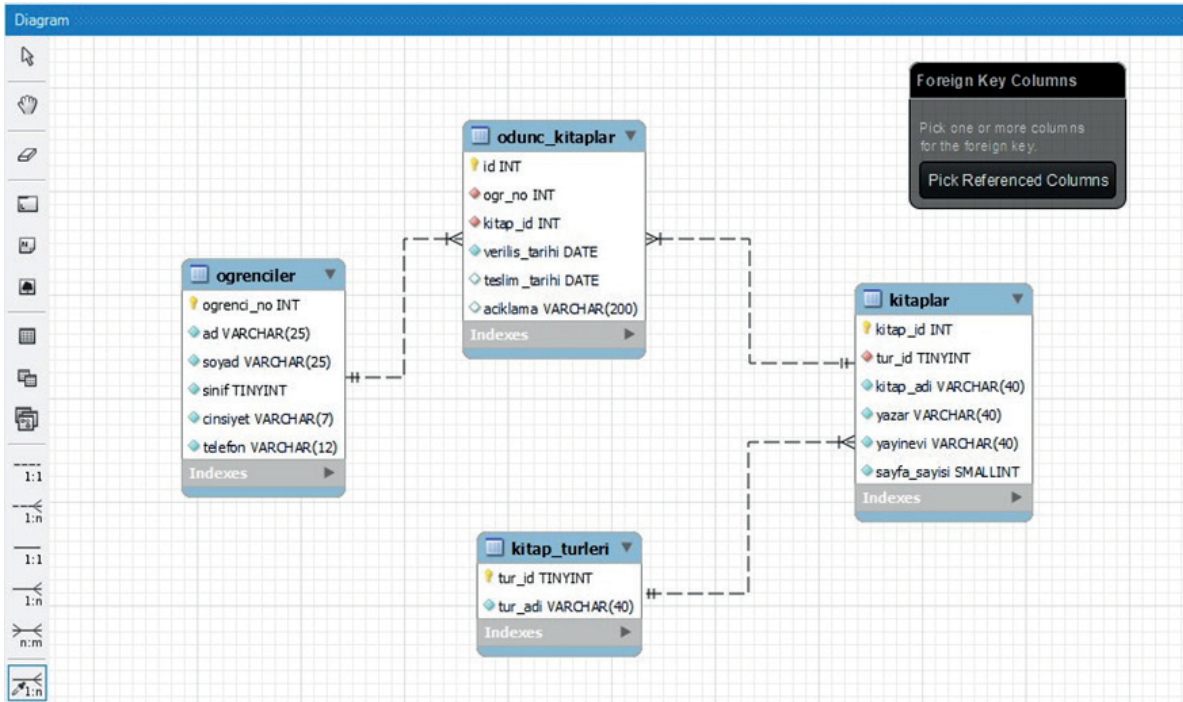 Diagram
Foreign Key Columns
Pick one or more columns
for the foreign key.
Pick Referenced Columns
odunc_kitaplar
id INT
ogr_no INT
kitap_id INT
verilis_tarihi DATE
teslim _tarihi DATE
aciklama VARCHAR(200)
Indexes
ogrenciler
ogrenci_no INT
ad VARCHAR(25)
soyad VARCHAR(25)
sinif TINYINT
cinsiyet VARCHAR(7)
telefon VARCHAR(12)
Indexes
kitaplar
kitap_id INT
tur_id TINYINT
kitap_adi VARCHAR(40)
yazar VARCHAR(40)
yayinevi VARCHAR(40)
sayfa_sayisi SMALLINT
Indexes
kitap_turleri
tur_id TINYINT
tur_adi VARCHAR(40)
Indexes
1:1
1:n
1:1
1:n
n:m
1:n